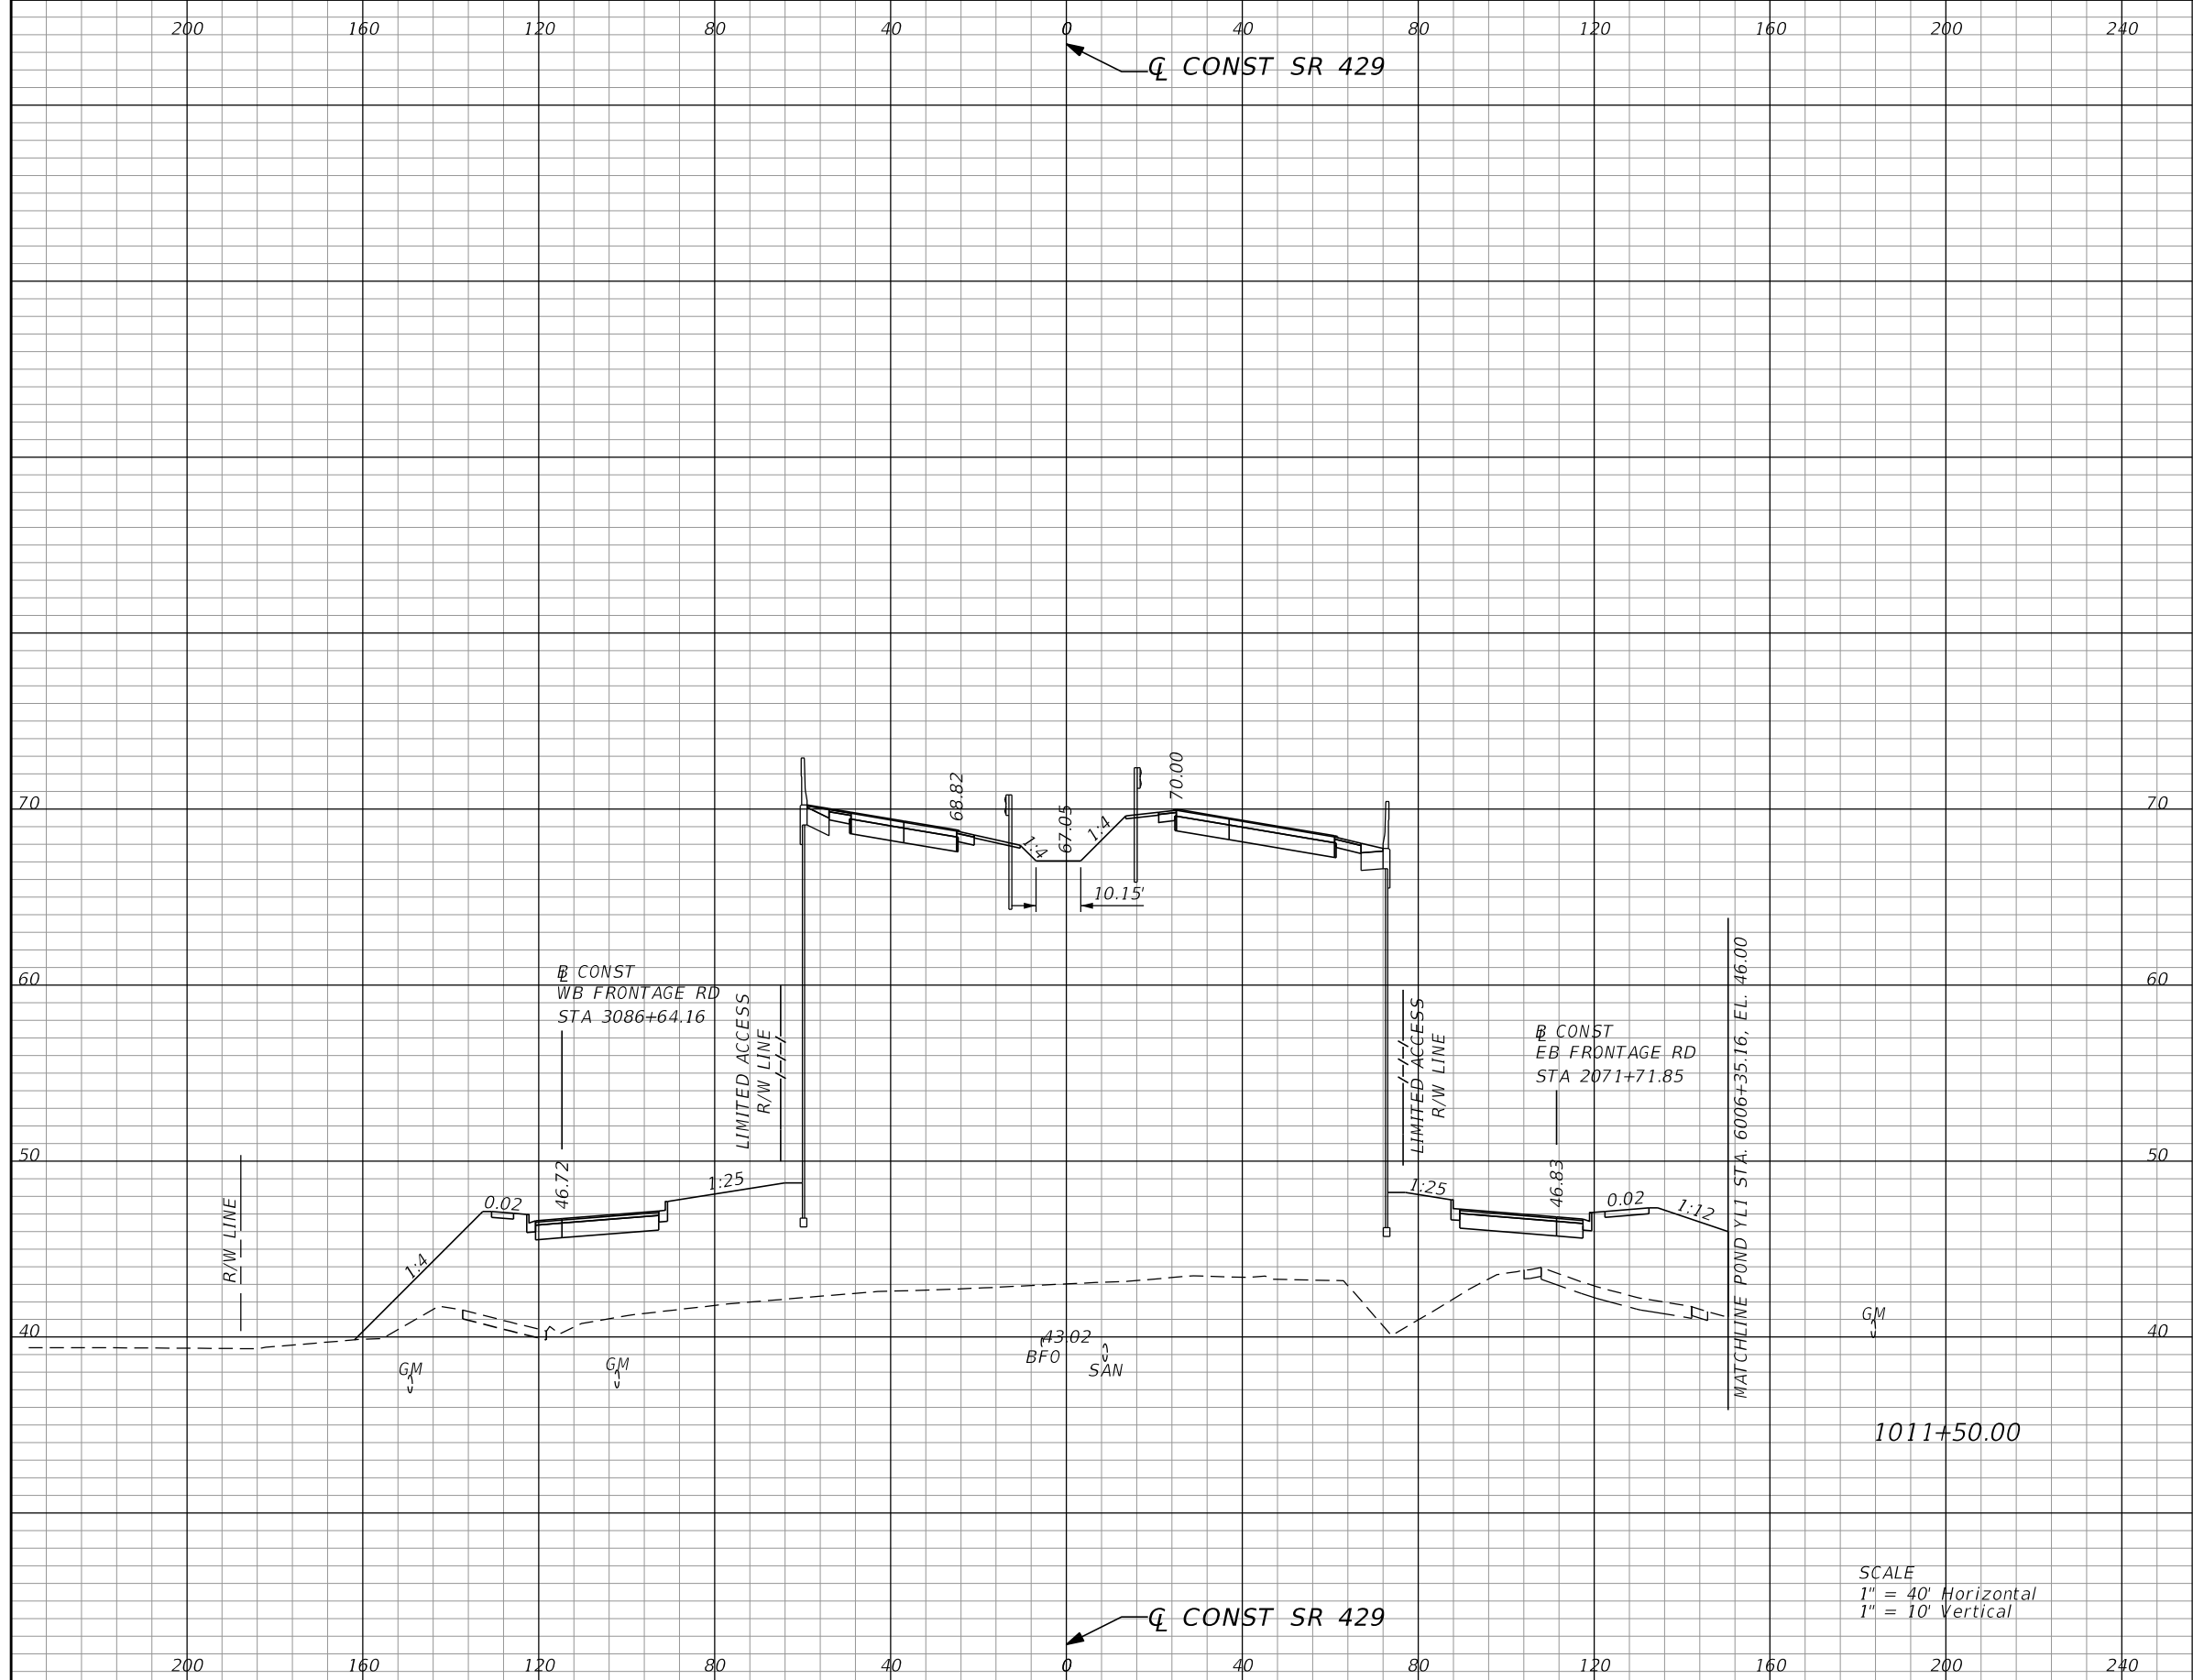 200 160 120 80 40 0 40 80 120 160 200 240
℄ CONST SR 429
70 70
68.82
67.05
70.00
1:4
1:4
10.15'
60 60
B̲L CONST
WB FRONTAGE RD
STA 3086+64.16
LIMITED ACCESS
R/W LINE
LIMITED ACCESS
R/W LINE
BL CONST
EB FRONTAGE RD
STA 2071+71.85
MATCHLINE POND YL1 STA. 6006+35.16, EL. 46.00
50 50
R/W LINE
1:4
0.02
46.72
1:25
1:25
46.83
0.02
1:12
40 40
GM
GM
43.02
BFO
SAN
GM
1011+50.00
SCALE
1" = 40' Horizontal
1" = 10' Vertical
℄ CONST SR 429
200 160 120 80 40 0 40 80 120 160 200 240